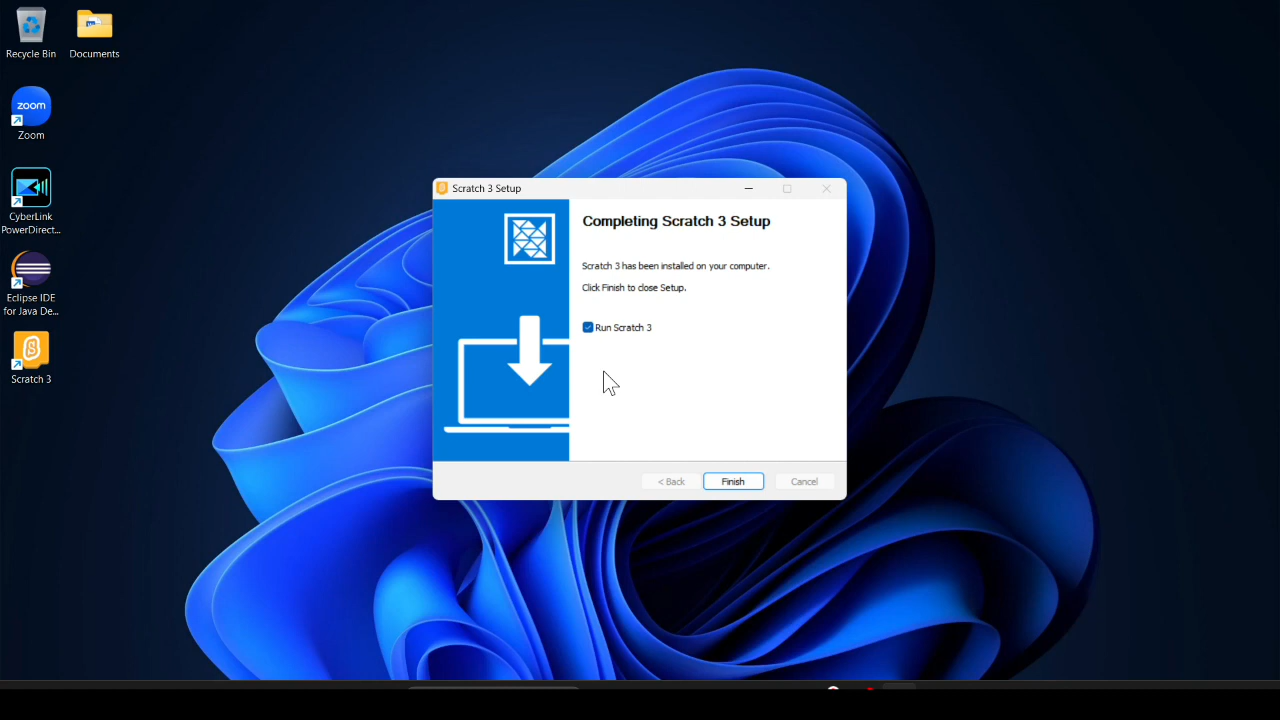 Recycle Bin
Documents
zoom
Zoom
CyberLink
PowerDirect...
Eclipse IDE
for Java De...
S
Scratch 3
Scratch 3 Setup
Completing Scratch 3 Setup
Scratch 3 has been installed on your computer.
Click Finish to close Setup.
Run Scratch 3
< Back
Finish
Cancel